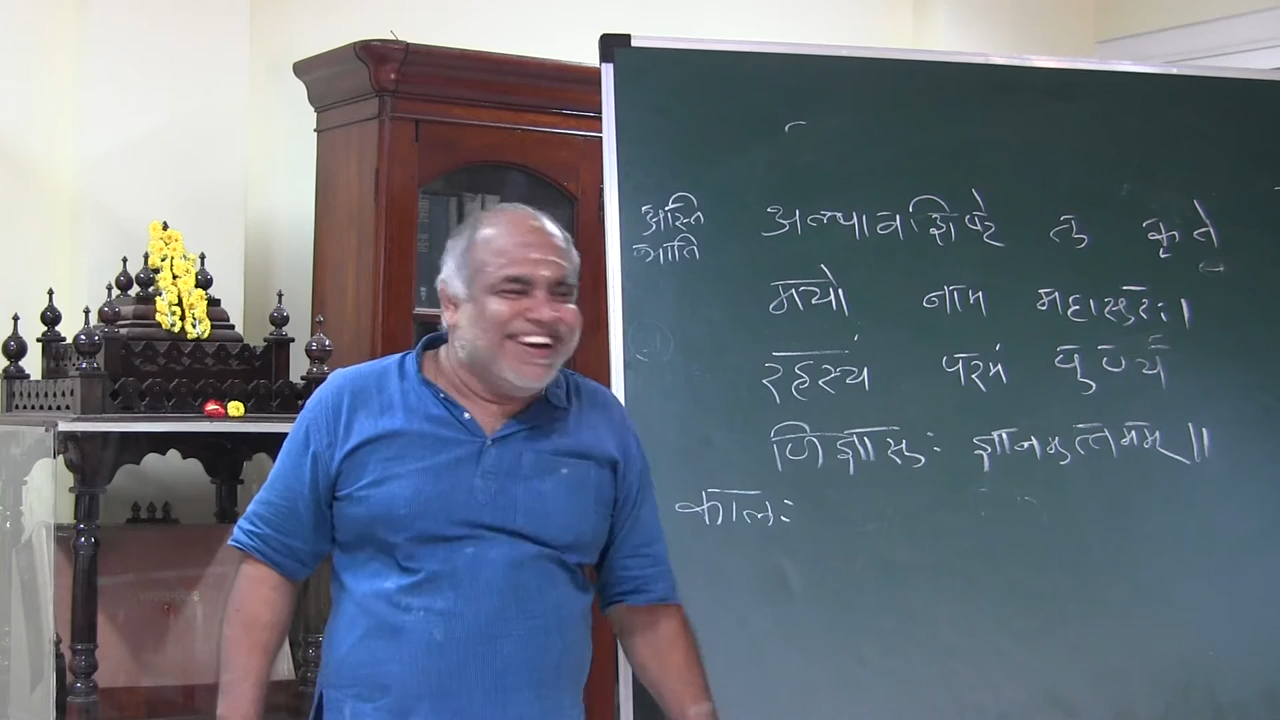 अस्ति
भाति
अल्पावशिष्टे तु कृते
मयो नाम महासुरः।
रहस्यं परमं पुण्यं
जिज्ञासुः ज्ञानमुत्तमम्॥
कालः